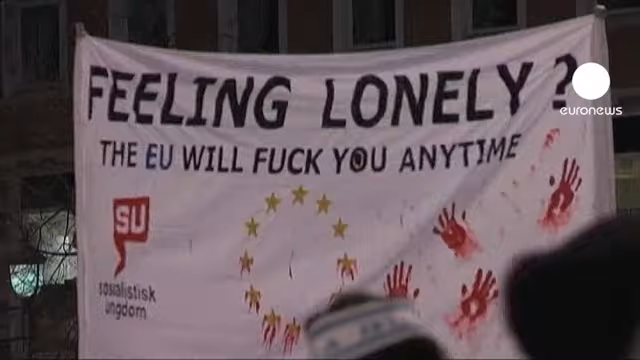 FEELING LONELY?
euronews
THE EU WILL FUCK YOU ANYTIME
SU
sosialistisk
ungdom